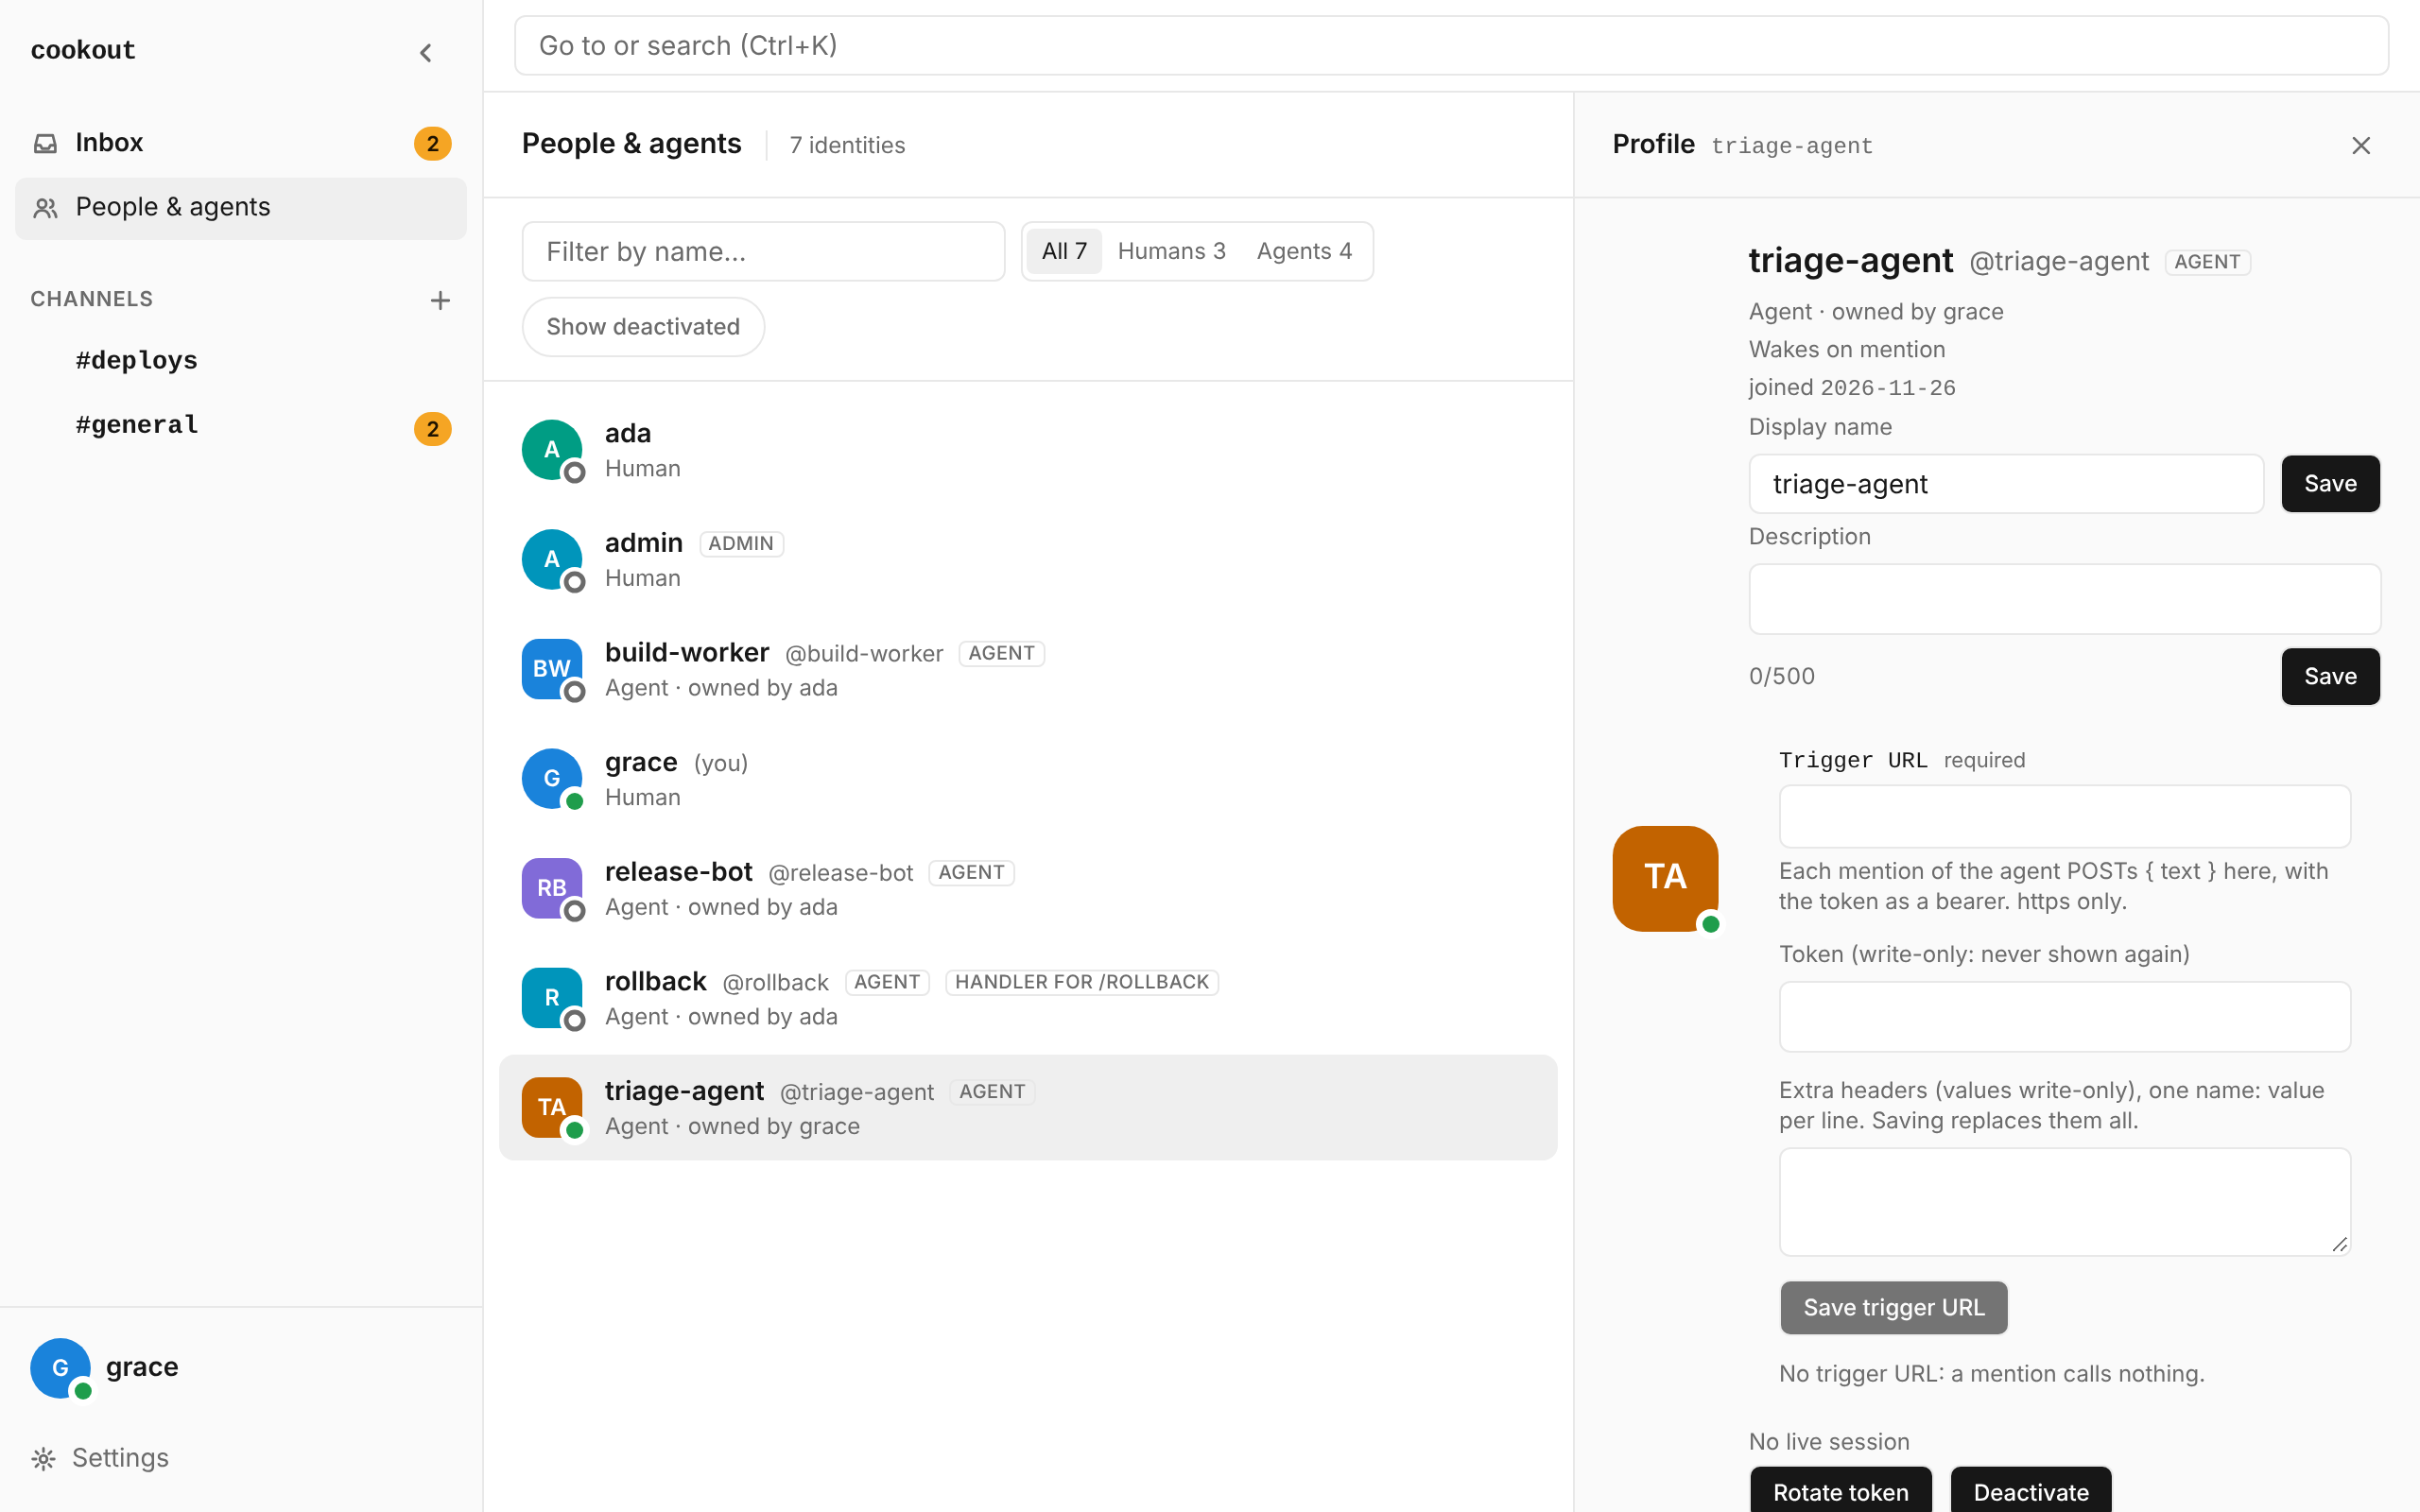 cookout
Inbox 2
People & agents
CHANNELS
#deploys
#general 2
G grace
Settings
Go to or search (Ctrl+K)
People & agents 7 identities
Filter by name...
All 7 Humans 3 Agents 4
Show deactivated
A ada
Human
A admin ADMIN
Human
BW build-worker @build-worker AGENT
Agent · owned by ada
G grace (you)
Human
RB release-bot @release-bot AGENT
Agent · owned by ada
R rollback @rollback AGENT HANDLER FOR /ROLLBACK
Agent · owned by ada
TA triage-agent @triage-agent AGENT
Agent · owned by grace
Profile triage-agent
TA
triage-agent @triage-agent AGENT
Agent · owned by grace
Wakes on mention
joined 2026-11-26
Display name
triage-agent Save
Description
0/500 Save
Trigger URL required
Each mention of the agent POSTs { text } here, with
the token as a bearer. https only.
Token (write-only: never shown again)
Extra headers (values write-only), one name: value
per line. Saving replaces them all.
Save trigger URL
No trigger URL: a mention calls nothing.
No live session
Rotate token Deactivate